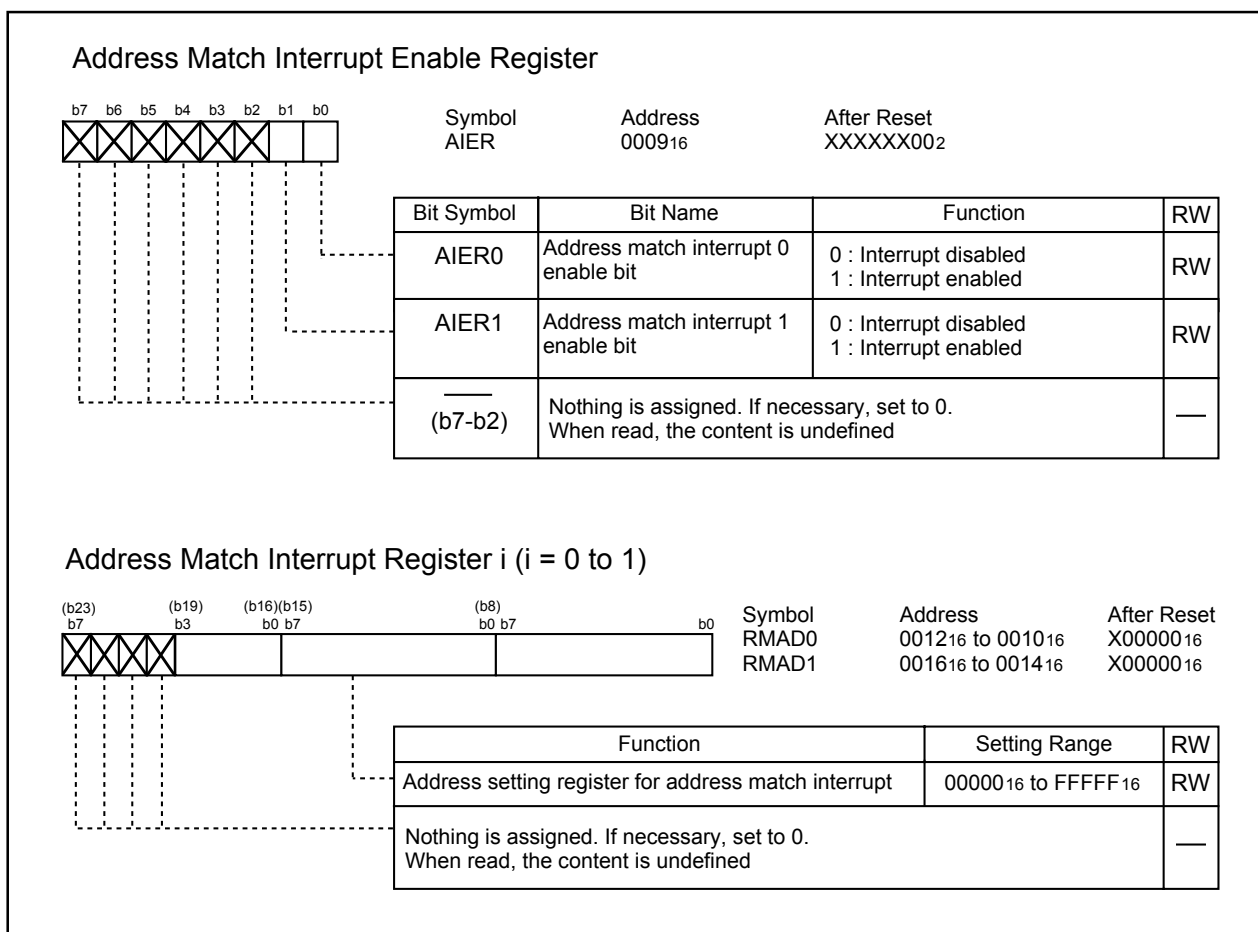 Address Match Interrupt Enable Register
b7 b6 b5 b4 b3 b2 b1 b0
Symbol Address After Reset
AIER 000916 XXXXXX002
Bit Symbol Bit Name Function RW
AIER0 Address match interrupt 0 enable bit 0 : Interrupt disabled 1 : Interrupt enabled RW
AIER1 Address match interrupt 1 enable bit 0 : Interrupt disabled 1 : Interrupt enabled RW
— (b7-b2) Nothing is assigned. If necessary, set to 0. —
When read, the content is undefined
Address Match Interrupt Register i (i = 0 to 1)
(b23) (b19) (b16)(b15) (b8)
b7 b3 b0 b7 b0 b7 b0
Symbol Address After Reset
RMAD0 001216 to 001016 X0000016
RMAD1 001616 to 001416 X0000016
Function Setting Range RW
Address setting register for address match interrupt 0000016 to FFFFF16 RW
Nothing is assigned. If necessary, set to 0. —
When read, the content is undefined